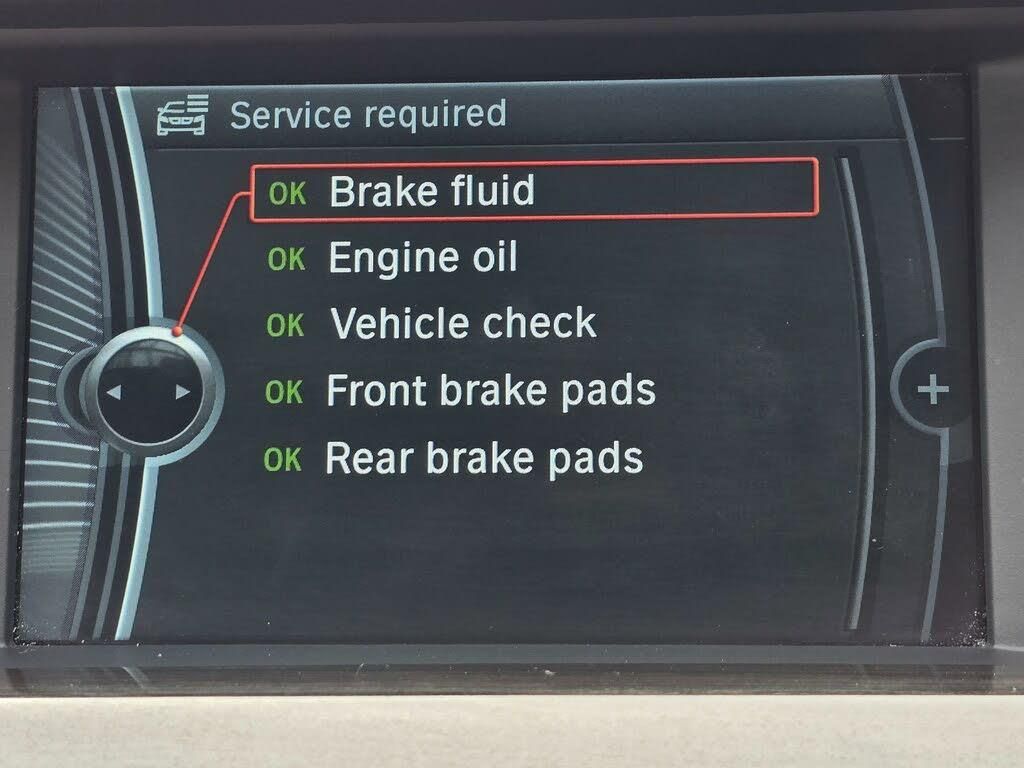 Service required
OK Brake fluid
OK Engine oil
OK Vehicle check
OK Front brake pads
OK Rear brake pads